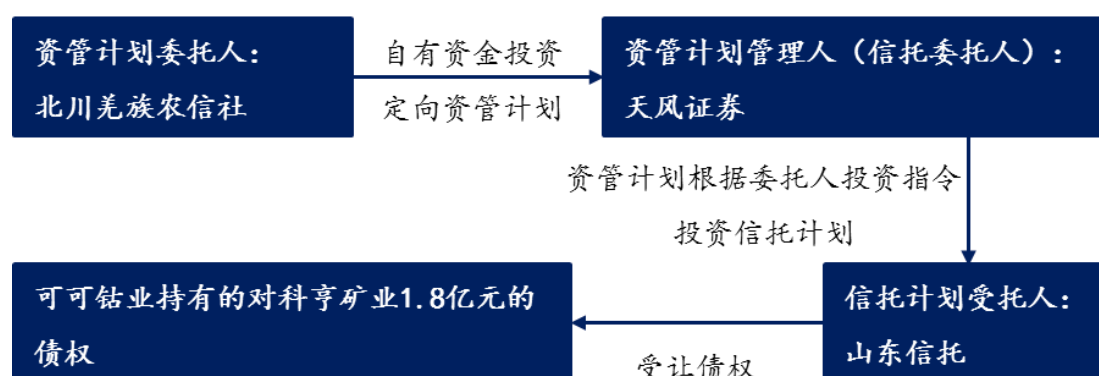 资管计划委托人：
北川羌族农信社
自有资金投资
定向资管计划
资管计划管理人（信托委托人）：
天风证券
资管计划根据委托人投资指令
投资信托计划
可可钴业持有的对科亨矿业1.8亿元的
债权
信托计划受托人：
山东信托
受让债权